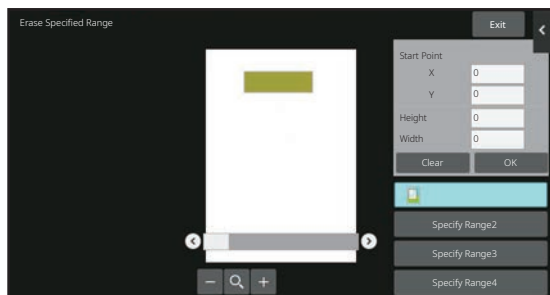 Erase Specified Range
Exit
Start Point
X 0
Y 0
Height 0
Width 0
Clear OK
Specify Range2
Specify Range3
Specify Range4